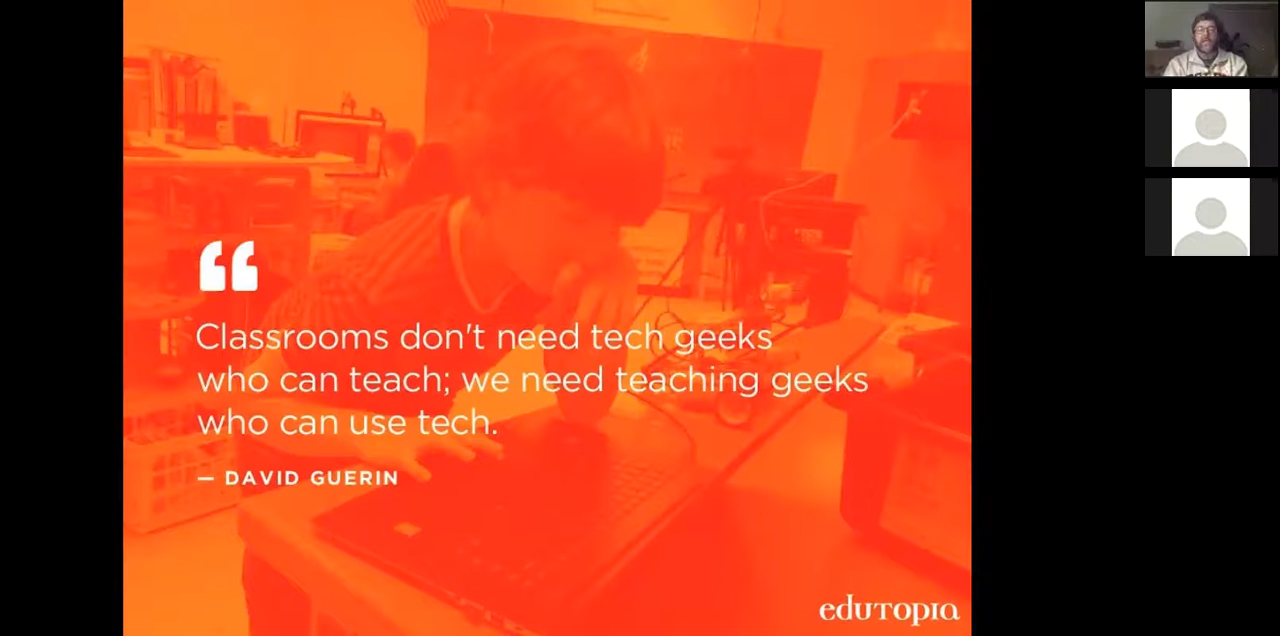 “
Classrooms don't need tech geeks
who can teach; we need teaching geeks
who can use tech.
— DAVID GUERIN
edutopia